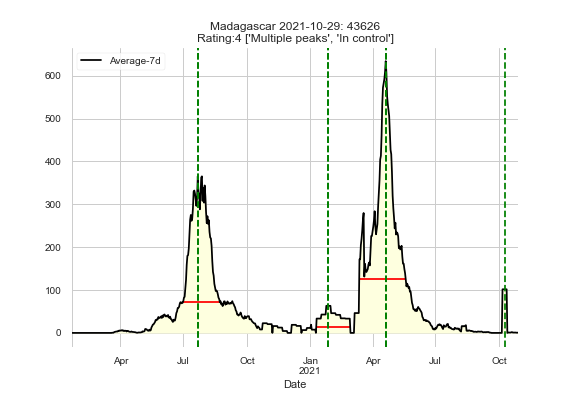 Madagascar 2021-10-29: 43626
Rating:4 ['Multiple peaks', 'In control']
Average-7d
600
500
400
300
200
100
0
Apr Jul Oct Jan Apr Jul Oct
2021
Date